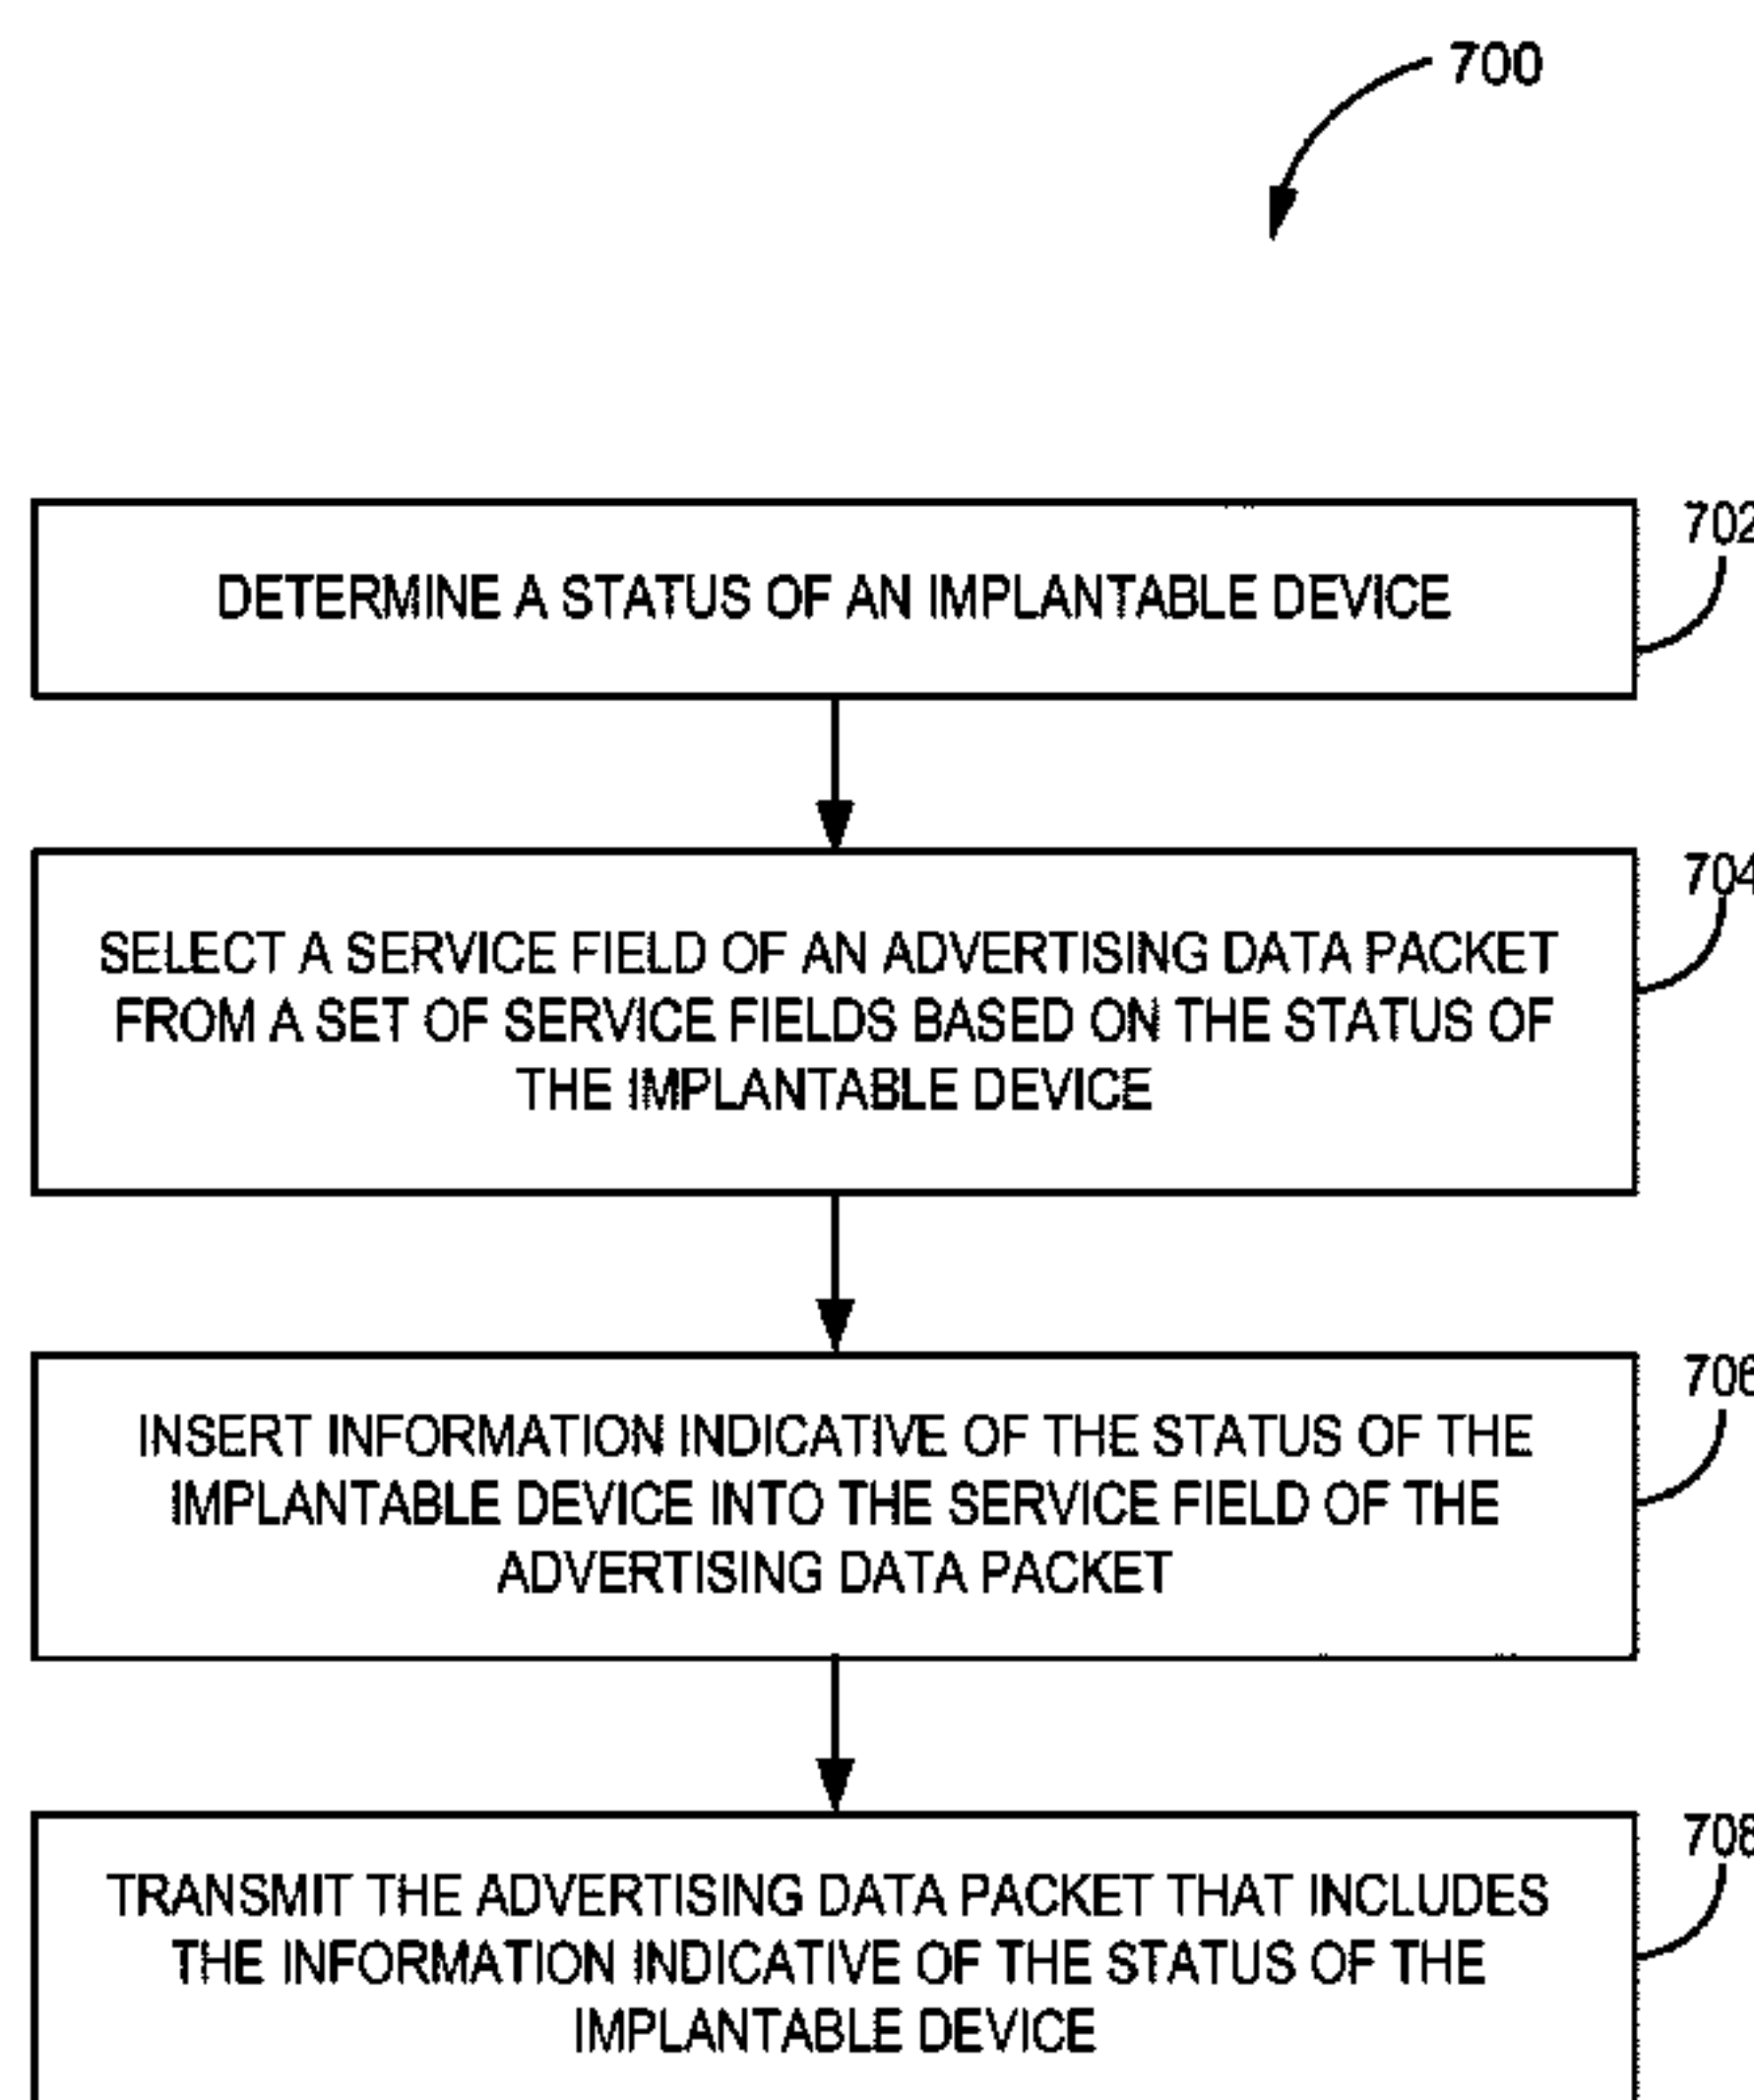 700
702
DETERMINE A STATUS OF AN IMPLANTABLE DEVICE
704
SELECT A SERVICE FIELD OF AN ADVERTISING DATA PACKET
FROM A SET OF SERVICE FIELDS BASED ON THE STATUS OF
THE IMPLANTABLE DEVICE
706
INSERT INFORMATION INDICATIVE OF THE STATUS OF THE
IMPLANTABLE DEVICE INTO THE SERVICE FIELD OF THE
ADVERTISING DATA PACKET
708
TRANSMIT THE ADVERTISING DATA PACKET THAT INCLUDES
THE INFORMATION INDICATIVE OF THE STATUS OF THE
IMPLANTABLE DEVICE